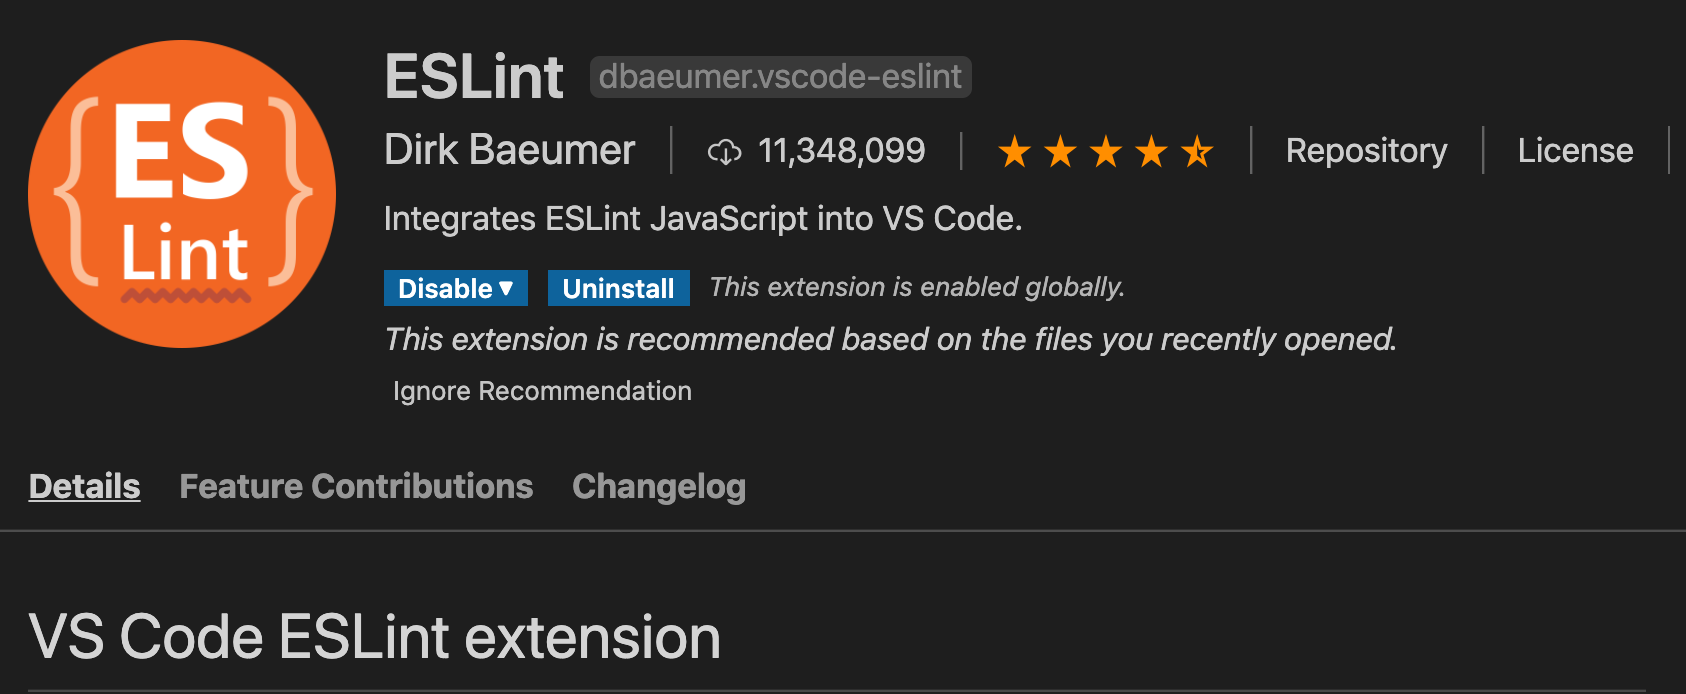 ES
Lint
ESLint dbaeumer.vscode-eslint
Dirk Baeumer 11,348,099 Repository License
Integrates ESLint JavaScript into VS Code.
Disable Uninstall This extension is enabled globally.
This extension is recommended based on the files you recently opened.
Ignore Recommendation
Details Feature Contributions Changelog
VS Code ESLint extension